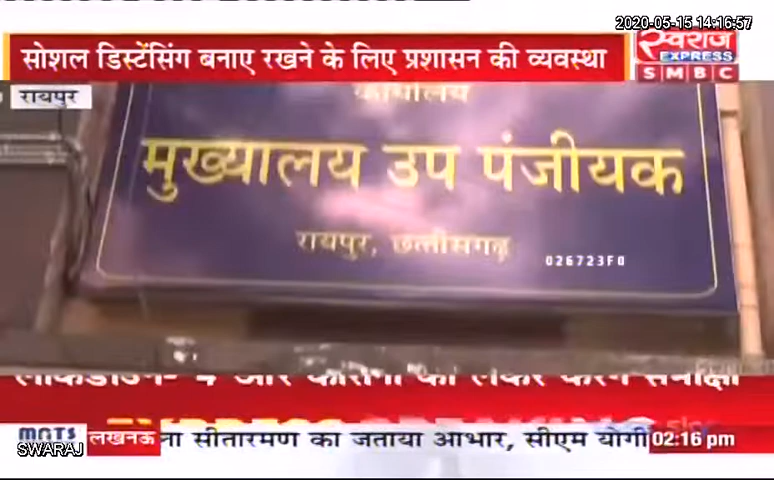 2020-05-15 14:16:57
सोशल डिस्टेंसिंग बनाए रखने के लिए प्रशासन की व्यवस्था
स्वराज
EXPRESS
SMBC
रायपुर
कार्यालय
मुख्यालय उप पंजीयक
रायपुर, छत्तीसगढ़
026723F0
SWARAJ
लखनऊ
सीतारमण का जताया आभार, सीएम योगी
02:16 pm